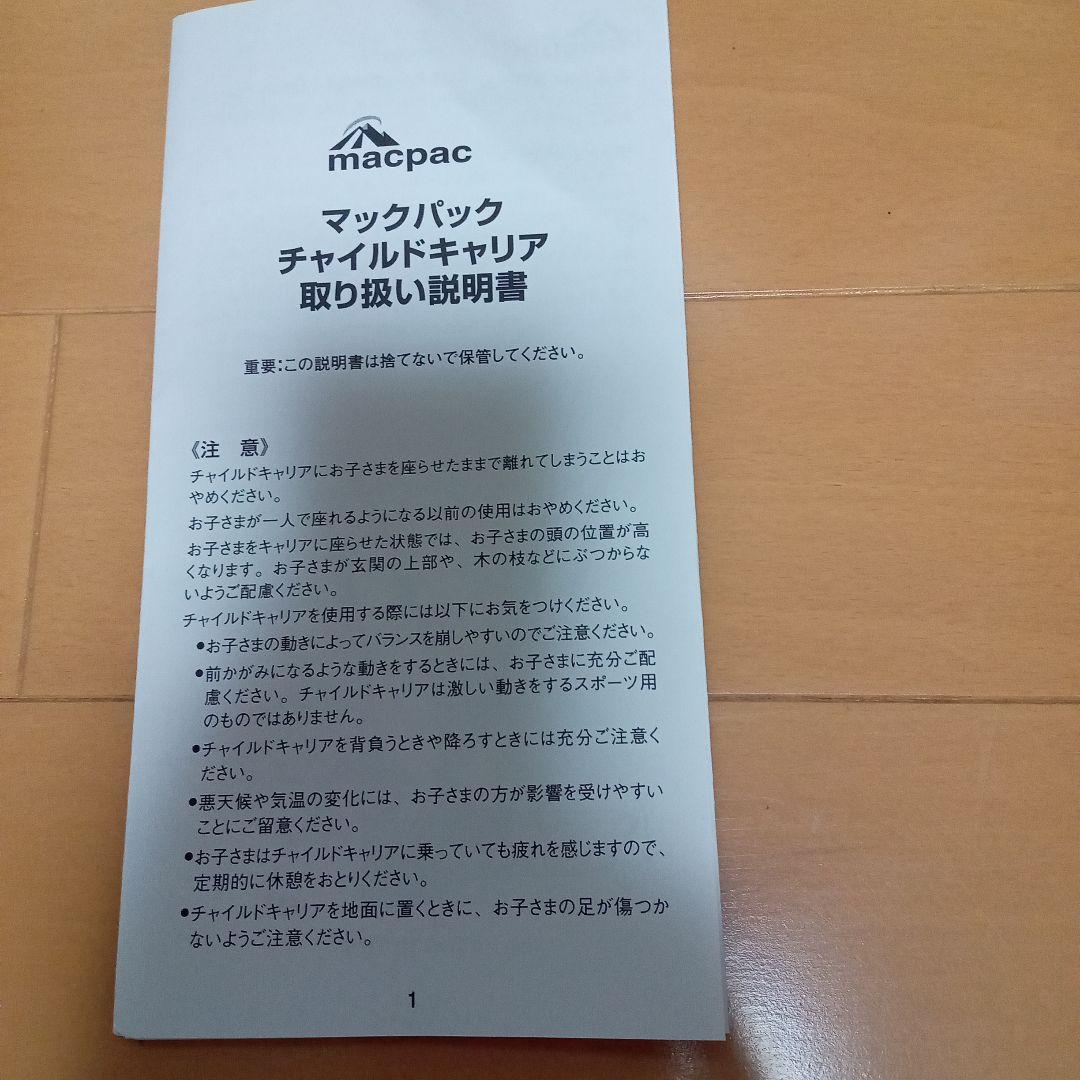 macpac
マックパック
チャイルドキャリア
取り扱い説明書
重要：この説明書は捨てないで保管してください。
《注　意》
チャイルドキャリアにお子さまを座らせたままで離れてしまうことはお
やめください。
お子さまが一人で座れるようになる以前の使用はおやめください。
お子さまをキャリアに座らせた状態では、お子さまの頭の位置が高
くなります。お子さまが玄関の上部や、木の枝などにぶつからな
いようご配慮ください。
チャイルドキャリアを使用する際には以下にお気をつけください。
●お子さまの動きによってバランスを崩しやすいのでご注意ください。
●前かがみになるような動きをするときには、お子さまに充分ご配
慮ください。チャイルドキャリアは激しい動きをするスポーツ用
のものではありません。
●チャイルドキャリアを背負うときや降ろすときには充分ご注意く
ださい。
●悪天候や気温の変化には、お子さまの方が影響を受けやすい
ことにご留意ください。
●お子さまはチャイルドキャリアに乗っていても疲れを感じますので、
定期的に休憩をおとりください。
●チャイルドキャリアを地面に置くときに、お子さまの足が傷つか
ないようご注意ください。
1